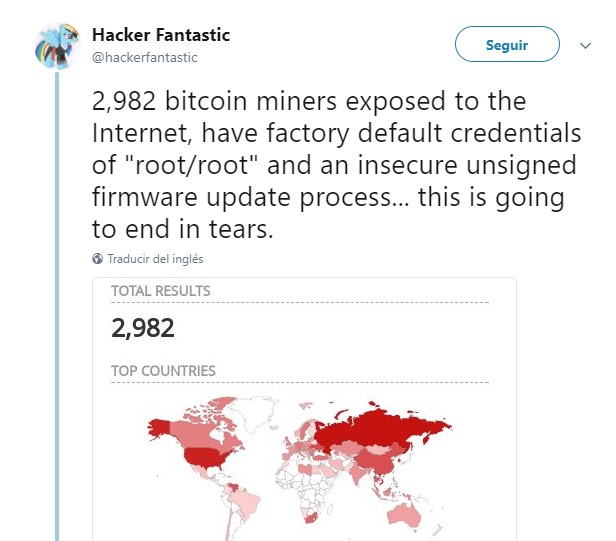 Hacker Fantastic
@hackerfantastic
Seguir
2,982 bitcoin miners exposed to the
Internet, have factory default credentials
of "root/root" and an insecure unsigned
firmware update process... this is going
to end in tears.
Traducir del inglés
TOTAL RESULTS
2,982
TOP COUNTRIES